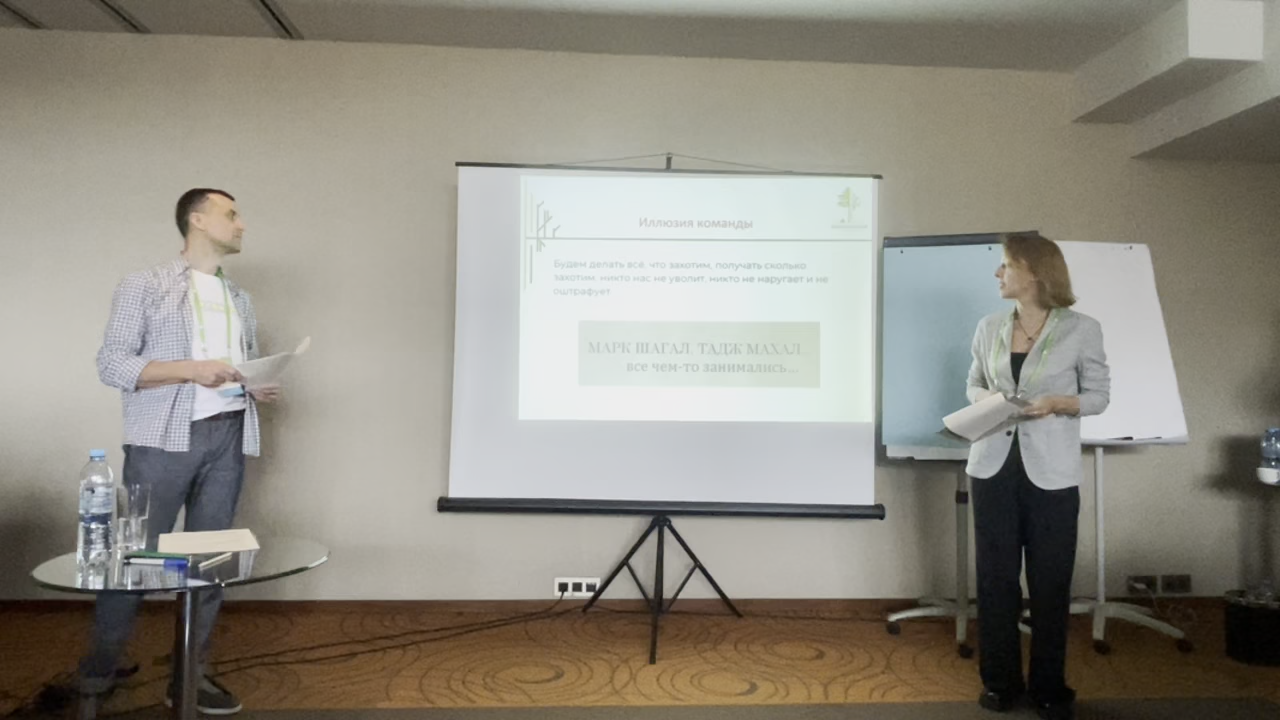 Иллюзия команды
Будем делать всё, что захотим, получать сколько
захотим, никто нас не уволит, никто не наругает и не
оштрафует.
МАРК ШАГАЛ, ТАДЖ МАХАЛ...
все чем-то занимались...